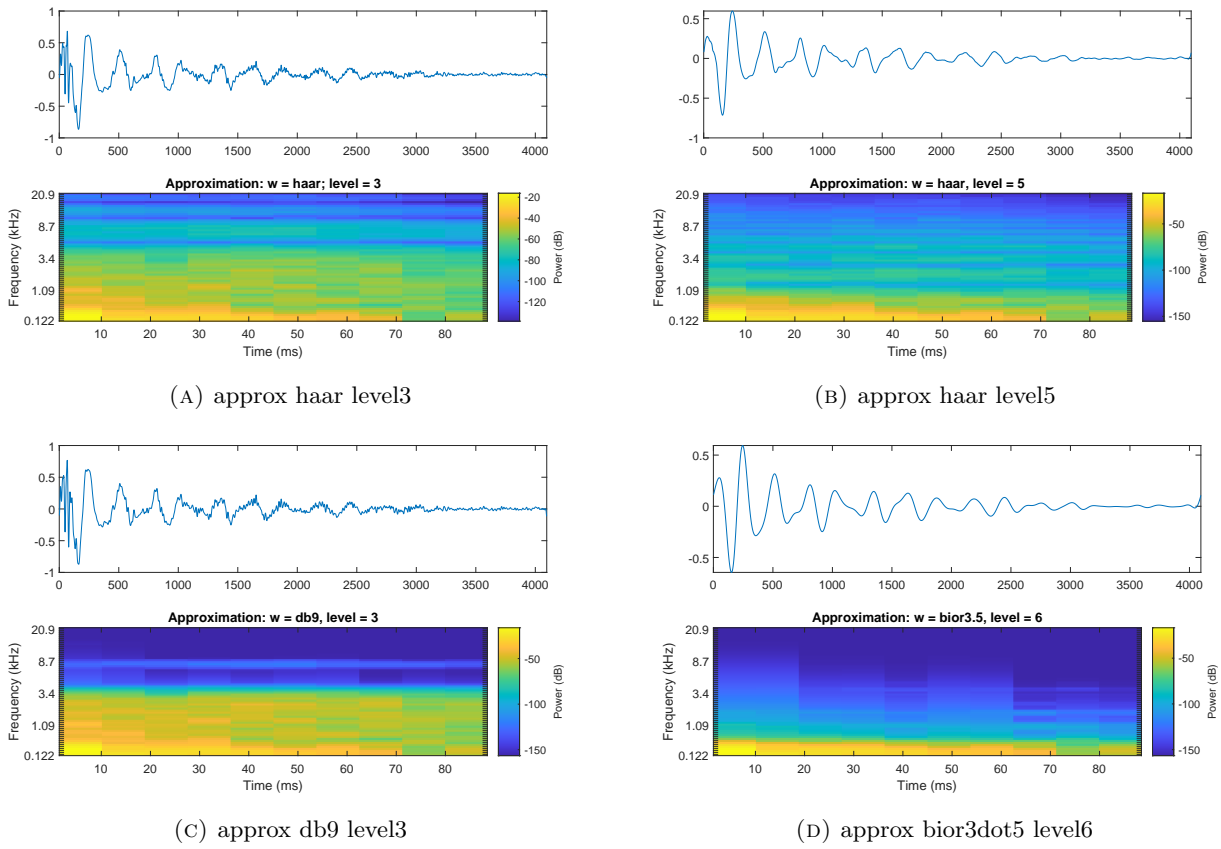 1
0.5
0
-0.5
-1
0 500 1000 1500 2000 2500 3000 3500 4000
Approximation: w = haar; level = 3
20.9
8.7
3.4
1.09
0.122
Frequency (kHz)
10 20 30 40 50 60 70 80
Time (ms)
-20
-40
-60
-80
-100
-120
Power (dB)
(A) approx haar level3
0.5
0
-0.5
-1
0 500 1000 1500 2000 2500 3000 3500 4000
Approximation: w = haar, level = 5
20.9
8.7
3.4
1.09
0.122
Frequency (kHz)
10 20 30 40 50 60 70 80
Time (ms)
-50
-100
-150
Power (dB)
(B) approx haar level5
1
0.5
0
-0.5
-1
0 500 1000 1500 2000 2500 3000 3500 4000
Approximation: w = db9, level = 3
20.9
8.7
3.4
1.09
0.122
Frequency (kHz)
10 20 30 40 50 60 70 80
Time (ms)
-50
-100
-150
Power (dB)
(C) approx db9 level3
0.5
0
-0.5
0 500 1000 1500 2000 2500 3000 3500 4000
Approximation: w = bior3.5, level = 6
20.9
8.7
3.4
1.09
0.122
Frequency (kHz)
10 20 30 40 50 60 70 80
Time (ms)
-50
-100
-150
Power (dB)
(D) approx bior3dot5 level6